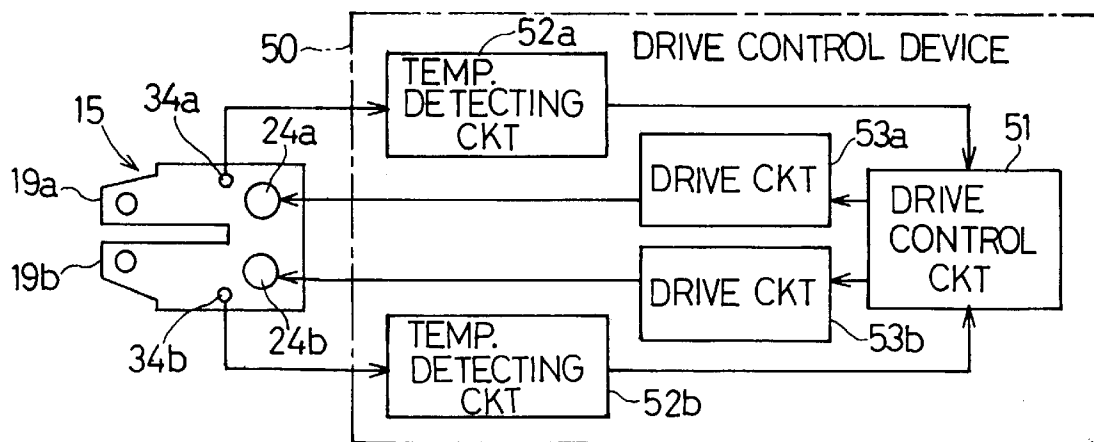 50
52a
DRIVE CONTROL DEVICE
TEMP.
DETECTING
CKT
34a
15
24a
53a
51
19a
DRIVE CKT
DRIVE
CONTROL
CKT
19b
DRIVE CKT
34b
24b
53b
TEMP.
DETECTING
CKT
52b